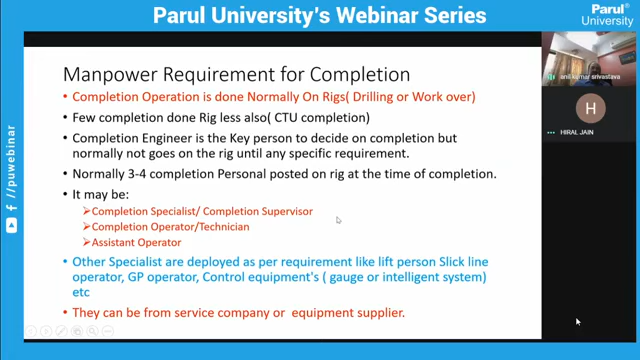 Parul University's Webinar Series
Parul®
University
Manpower Requirement for Completion
• Completion Operation is done Normally On Rigs( Drilling or Work over)
• Few completion done Rig less also( CTU completion)
• Completion Engineer is the Key person to decide on completion but
normally not goes on the rig until any specific requirement.
• Normally 3-4 completion Personal posted on rig at the time of completion.
• It may be:
➢Completion Specialist/ Completion Supervisor
➢Completion Operator/Technician
➢Assistant Operator
• Other Specialist are deployed as per requirement like lift person Slick line
operator, GP operator, Control equipment's ( gauge or intelligent system)
etc
• They can be from service company or equipment supplier.
anil kumar srivastava
H
HIRAL JAIN
/puwebinar